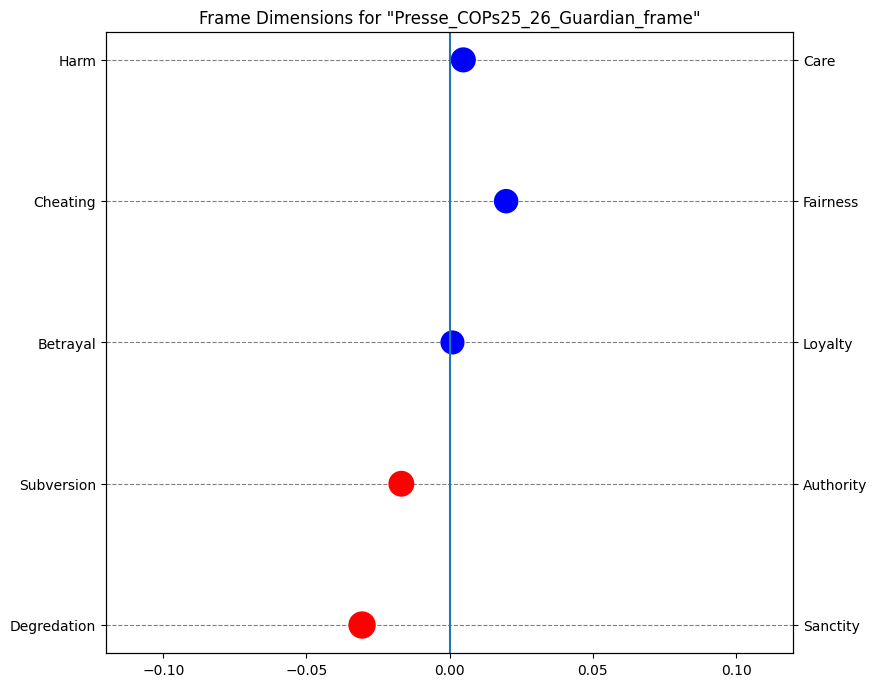 Frame Dimensions for "Presse_COPs25_26_Guardian_frame"
Harm
Care
Cheating
Fairness
Betrayal
Loyalty
Subversion
Authority
Degredation
Sanctity
−0.10
−0.05
0.00
0.05
0.10